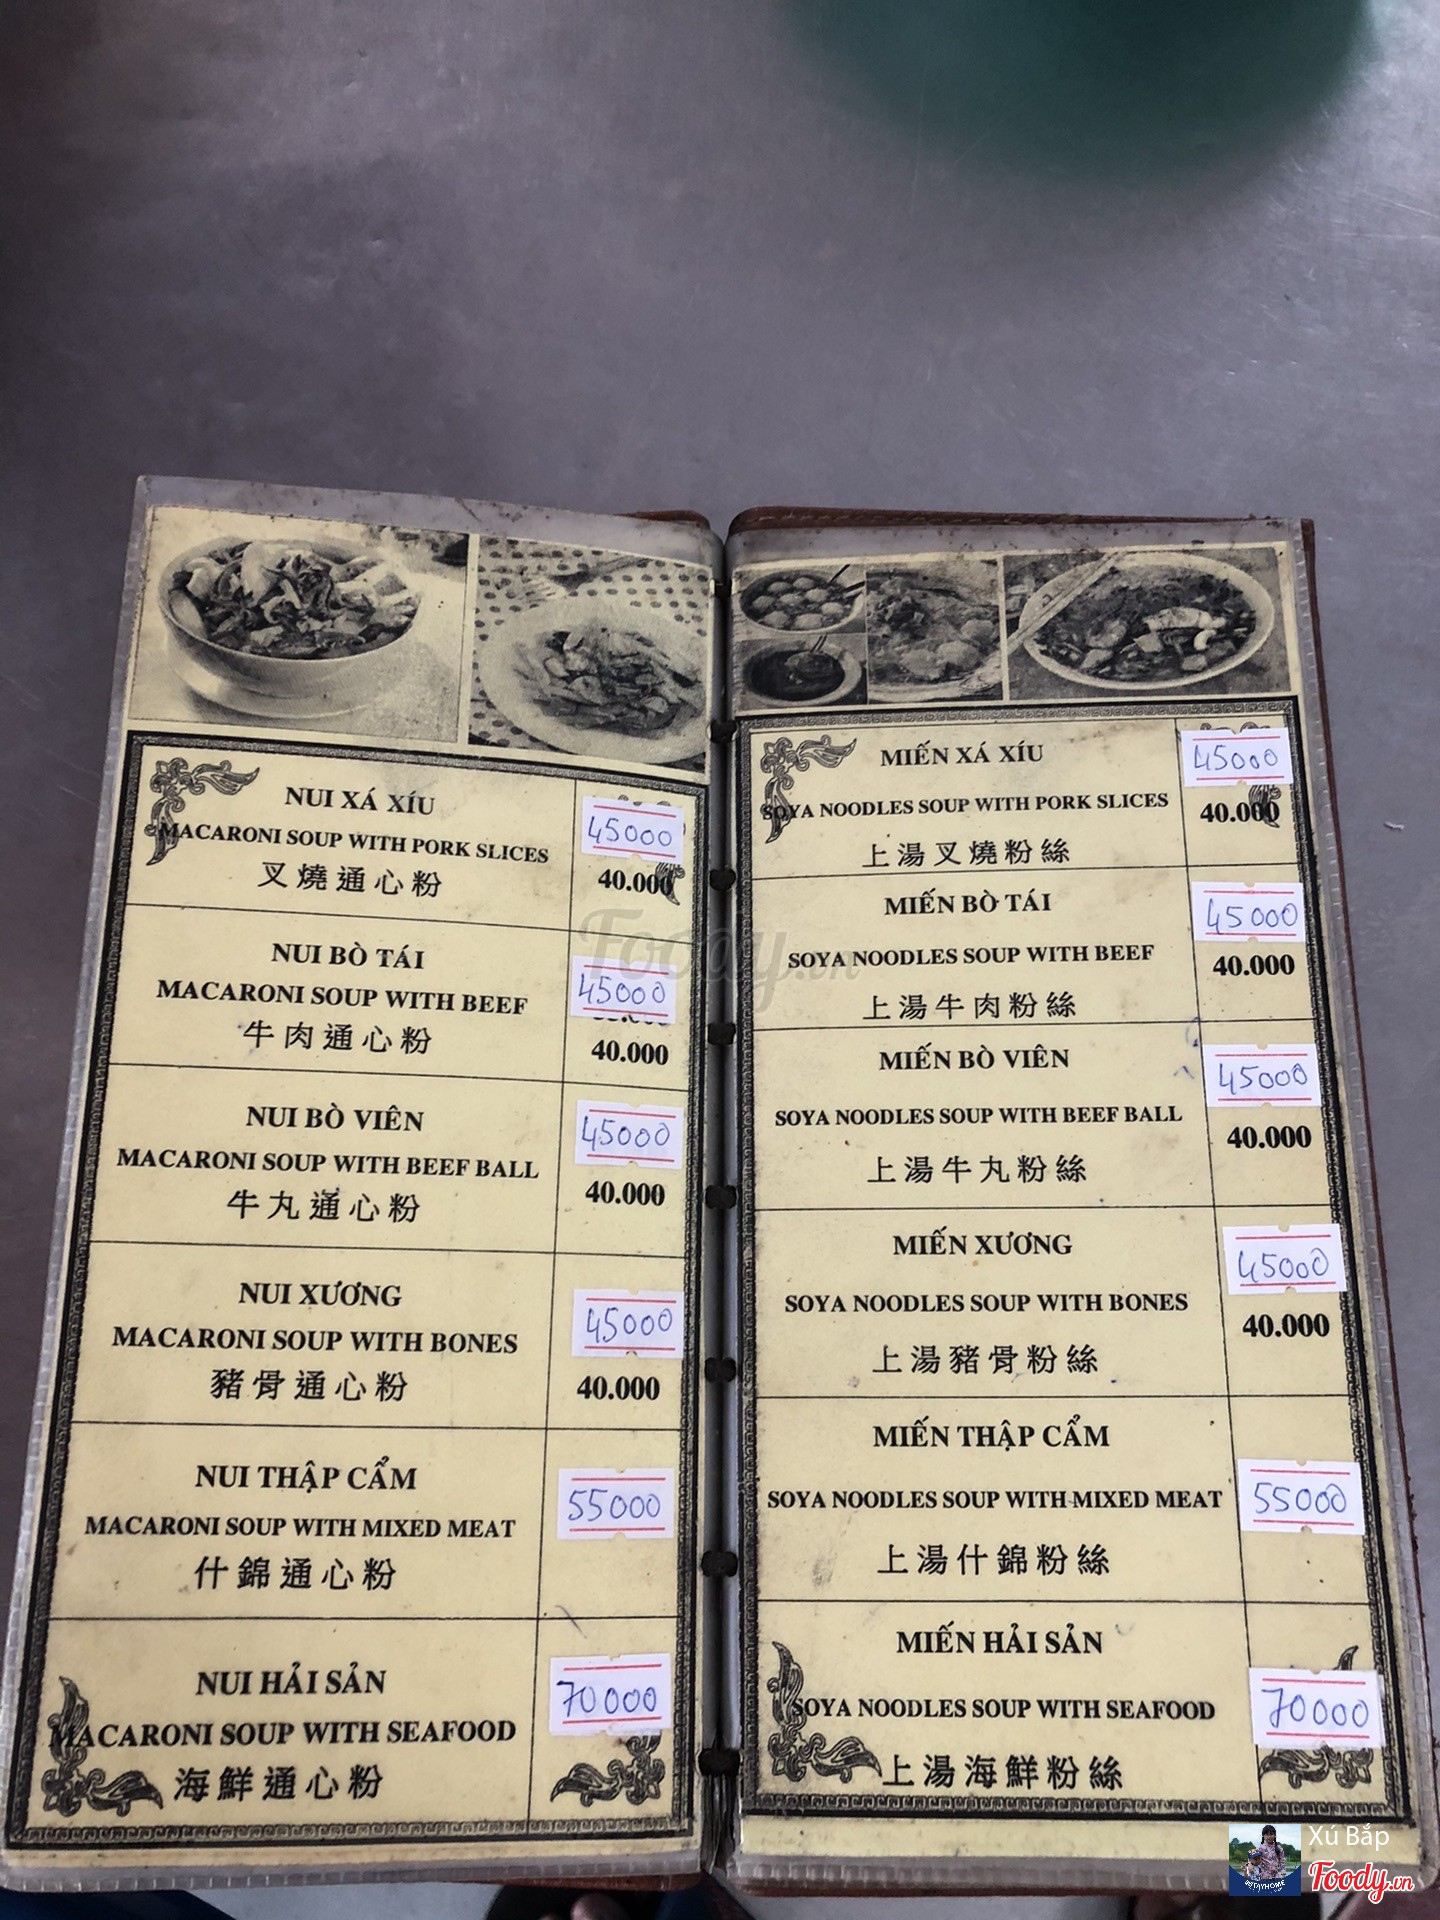 NUI XÁ XÍU
MACARONI SOUP WITH PORK SLICES
叉燒通心粉
45000
40.000
NUI BÒ TÁI
MACARONI SOUP WITH BEEF
牛肉通心粉
45000
40.000
NUI BÒ VIÊN
MACARONI SOUP WITH BEEF BALL
牛丸通心粉
45000
40.000
NUI XƯƠNG
MACARONI SOUP WITH BONES
豬骨通心粉
45000
40.000
NUI THẬP CẨM
MACARONI SOUP WITH MIXED MEAT
什錦通心粉
55000
NUI HẢI SẢN
MACARONI SOUP WITH SEAFOOD
海鮮通心粉
70000
MIẾN XÁ XÍU
SOYA NOODLES SOUP WITH PORK SLICES
上湯叉燒粉絲
45000
40.000
MIẾN BÒ TÁI
SOYA NOODLES SOUP WITH BEEF
上湯牛肉粉絲
45000
40.000
MIẾN BÒ VIÊN
SOYA NOODLES SOUP WITH BEEF BALL
上湯牛丸粉絲
45000
40.000
MIẾN XƯƠNG
SOYA NOODLES SOUP WITH BONES
上湯豬骨粉絲
45000
40.000
MIẾN THẬP CẨM
SOYA NOODLES SOUP WITH MIXED MEAT
上湯什錦粉絲
55000
MIẾN HẢI SẢN
SOYA NOODLES SOUP WITH SEAFOOD
上湯海鮮粉絲
70000
Foody.vn
Xú Bắp
Foody.vn